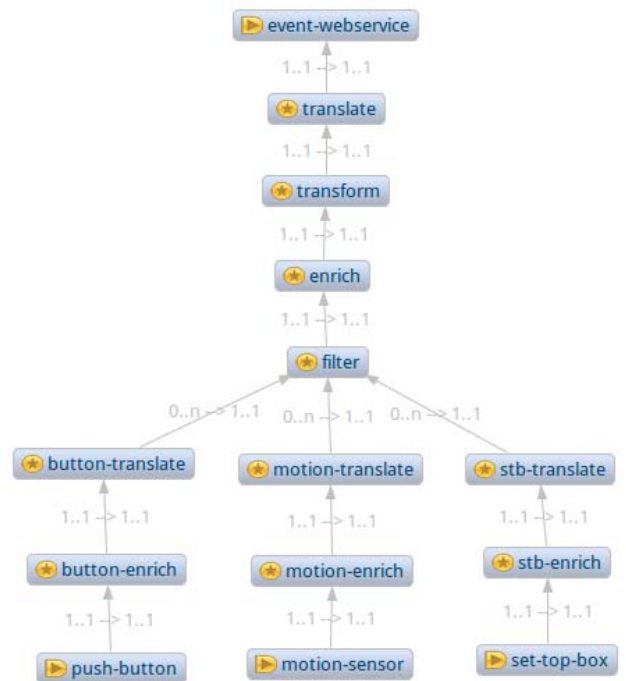 event-webservice
1..1 --> 1..1
translate
1..1 --> 1..1
transform
1..1 --> 1..1
enrich
1..1 --> 1..1
filter
0..n --> 1..1 0..n --> 1..1 0..n --> 1..1
button-translate motion-translate stb-translate
1..1 --> 1..1 1..1 --> 1..1 1..1 --> 1..1
button-enrich motion-enrich stb-enrich
1..1 --> 1..1 1..1 --> 1..1 1..1 --> 1..1
push-button motion-sensor set-top-box